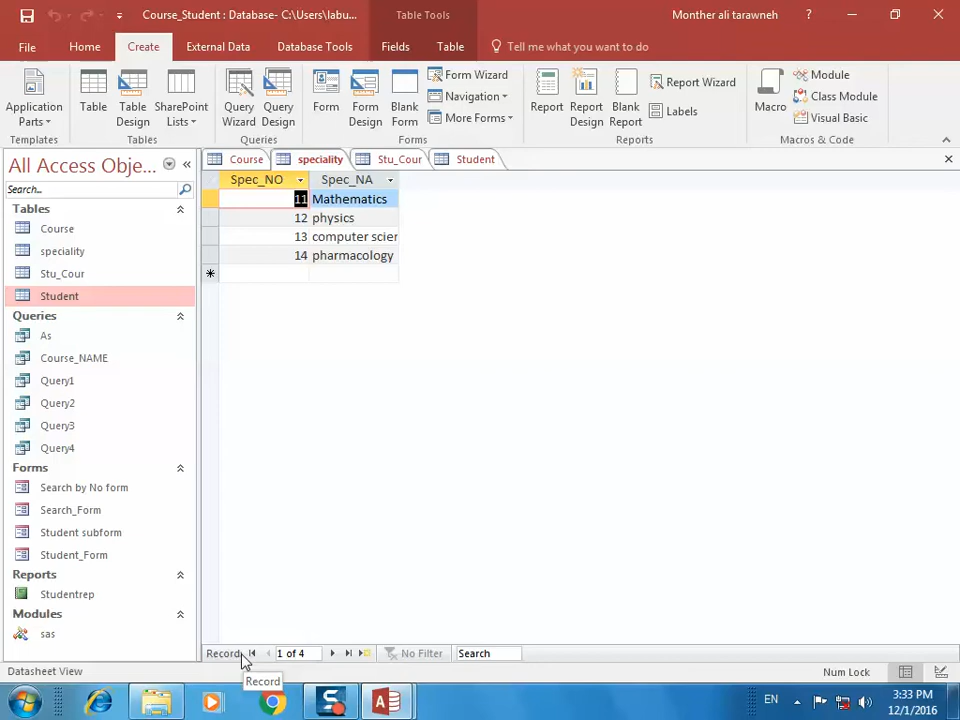 Course_Student : Database- C:\Users\labu...
Table Tools
Monther ali tarawneh
?
File
Home
Create
External Data
Database Tools
Fields
Table
Tell me what you want to do
Application Parts
Table
Table Design
SharePoint Lists
Query Wizard
Query Design
Form
Form Design
Blank Form
Form Wizard
Navigation
More Forms
Report
Report Design
Blank Report
Report Wizard
Labels
Macro
Module
Class Module
Visual Basic
Templates
Tables
Queries
Forms
Reports
Macros & Code
All Access Obje...
Search...
Tables
Course
speciality
Stu_Cour
Student
Queries
As
Course_NAME
Query1
Query2
Query3
Query4
Forms
Search by No form
Search_Form
Student subform
Student_Form
Reports
Studentrep
Modules
sas
Course
speciality
Stu_Cour
Student
Spec_NO
Spec_NA
11 Mathematics
12 physics
13 computer scien
14 pharmacology
Record:
1 of 4
No Filter
Search
Record
Datasheet View
Num Lock
EN
3:33 PM
12/1/2016